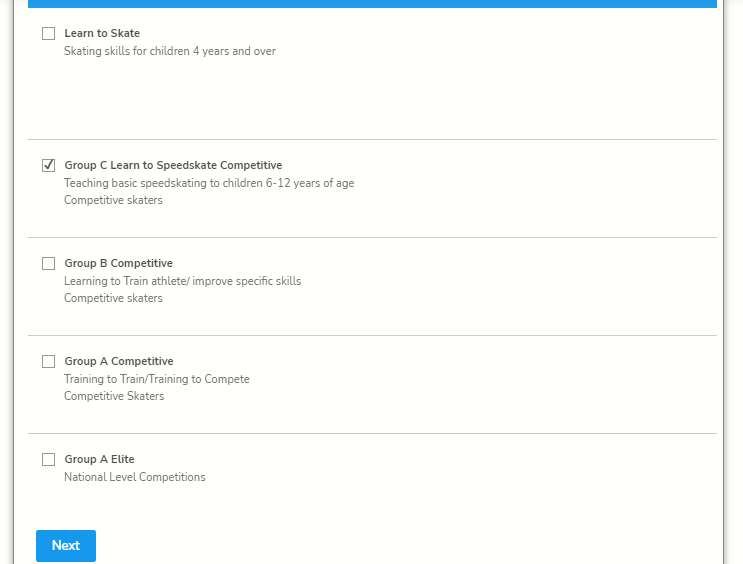 Learn to Skate
Skating skills for children 4 years and over
Group C Learn to Speedskate Competitive
Teaching basic speedskating to children 6-12 years of age
Competitive skaters
Group B Competitive
Learning to Train athlete/ improve specific skills
Competitive skaters
Group A Competitive
Training to Train/Training to Compete
Competitive Skaters
Group A Elite
National Level Competitions
Next